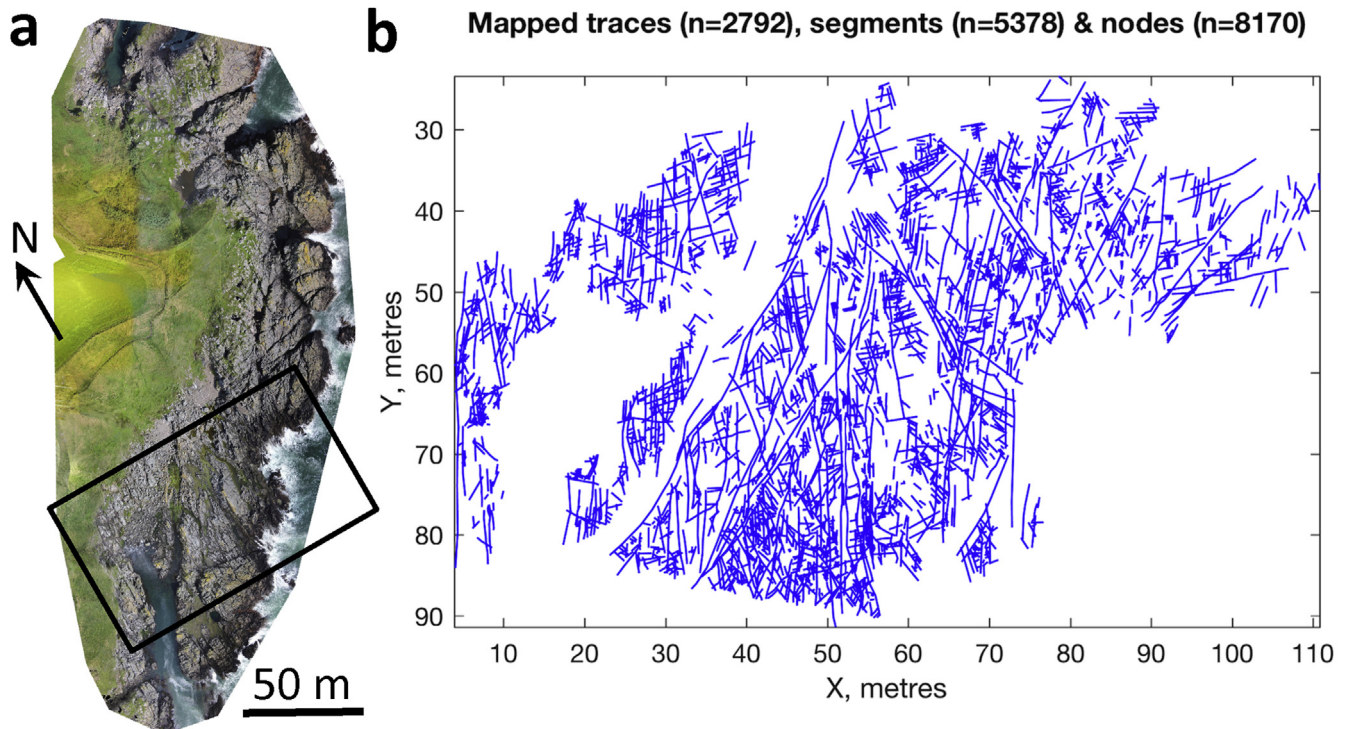 a
N
50 m
b
Mapped traces (n=2792), segments (n=5378) & nodes (n=8170)
30
40
50
60
70
80
90
Y, metres
10 20 30 40 50 60 70 80 90 100 110
X, metres